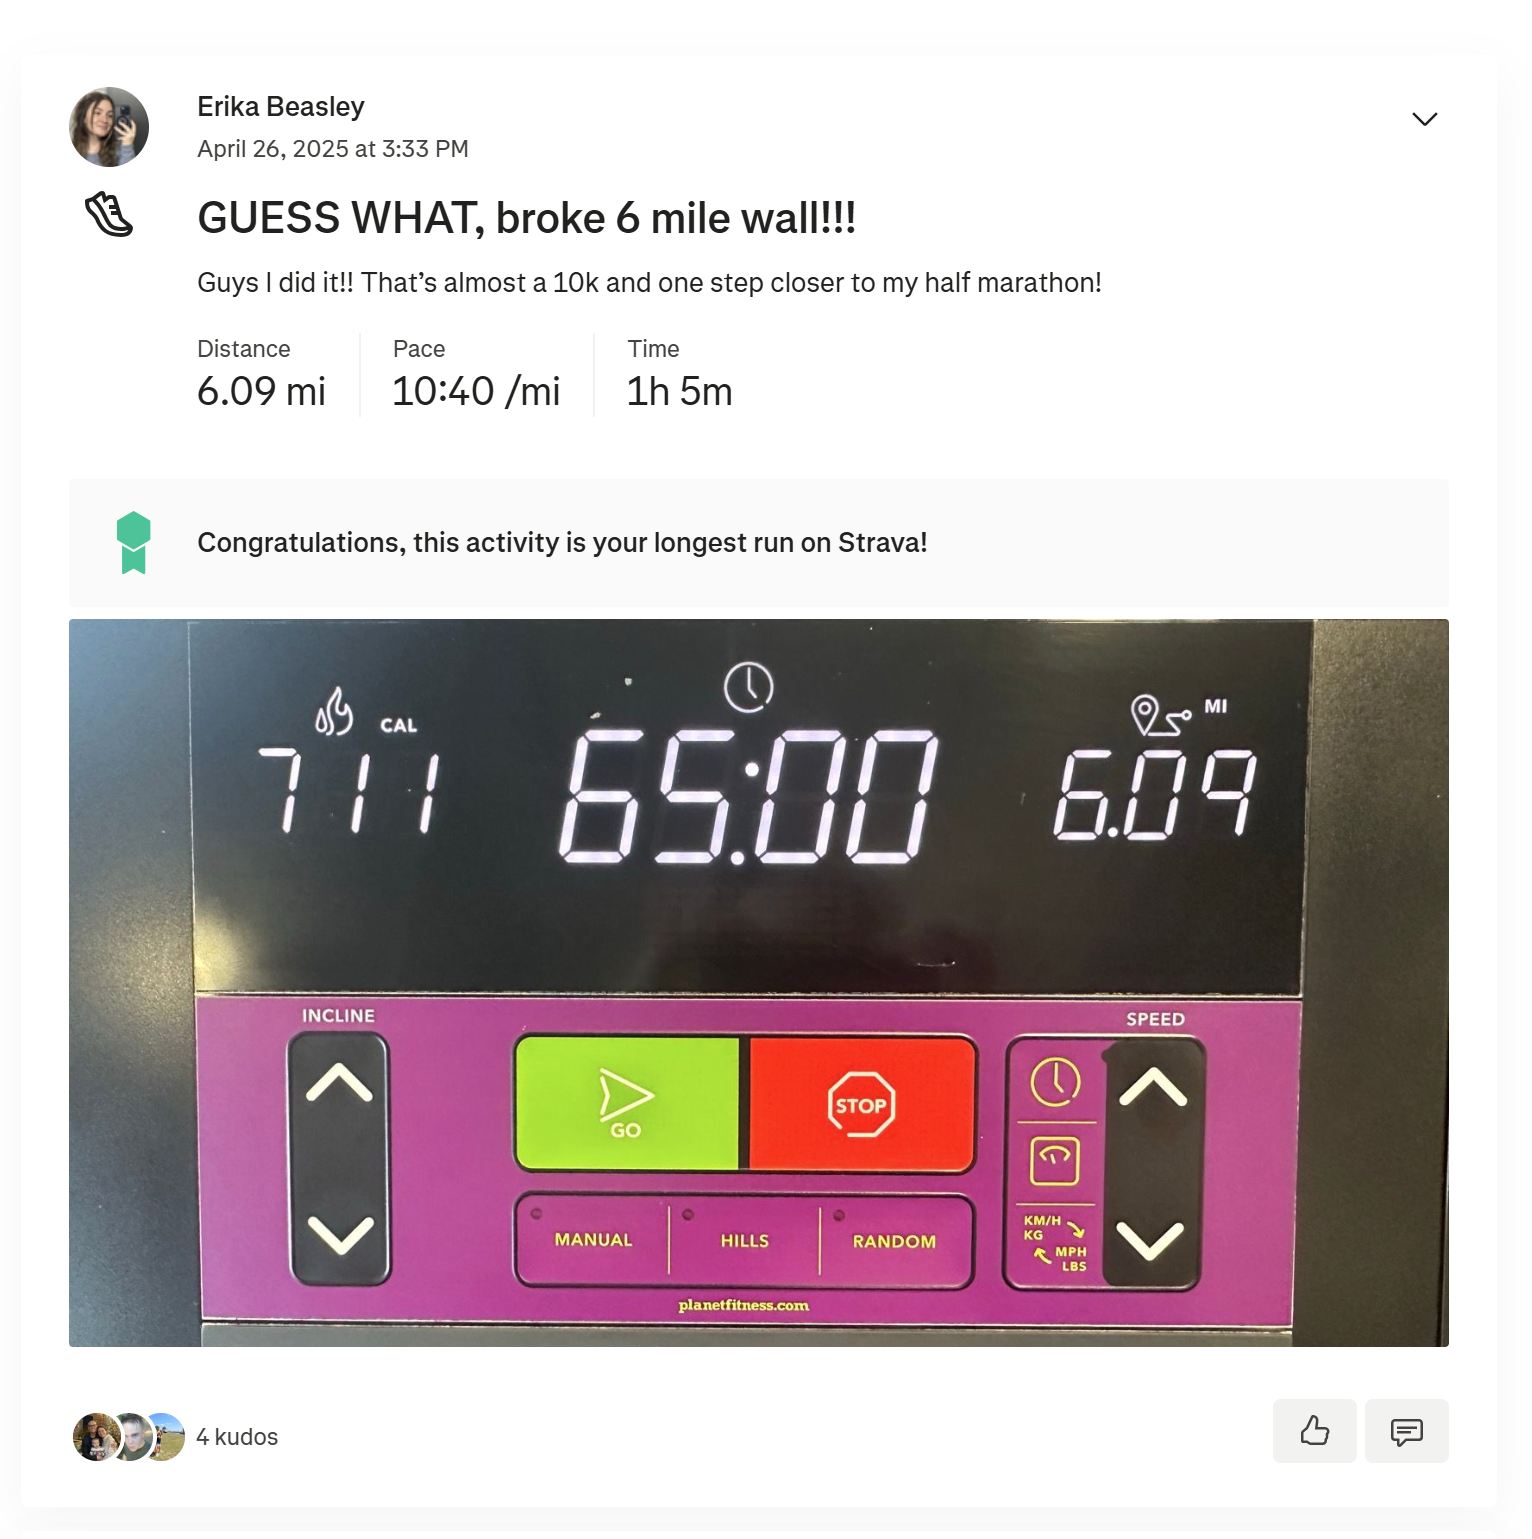 Erika Beasley
April 26, 2025 at 3:33 PM
GUESS WHAT, broke 6 mile wall!!!
Guys I did it!! That’s almost a 10k and one step closer to my half marathon!
Distance Pace Time
6.09 mi 10:40 /mi 1h 5m
Congratulations, this activity is your longest run on Strava!
CAL MI
711 65:00 6.09
INCLINE SPEED
GO STOP
MANUAL HILLS RANDOM
KM/H
KG
MPH
LBS
planetfitness.com
4 kudos